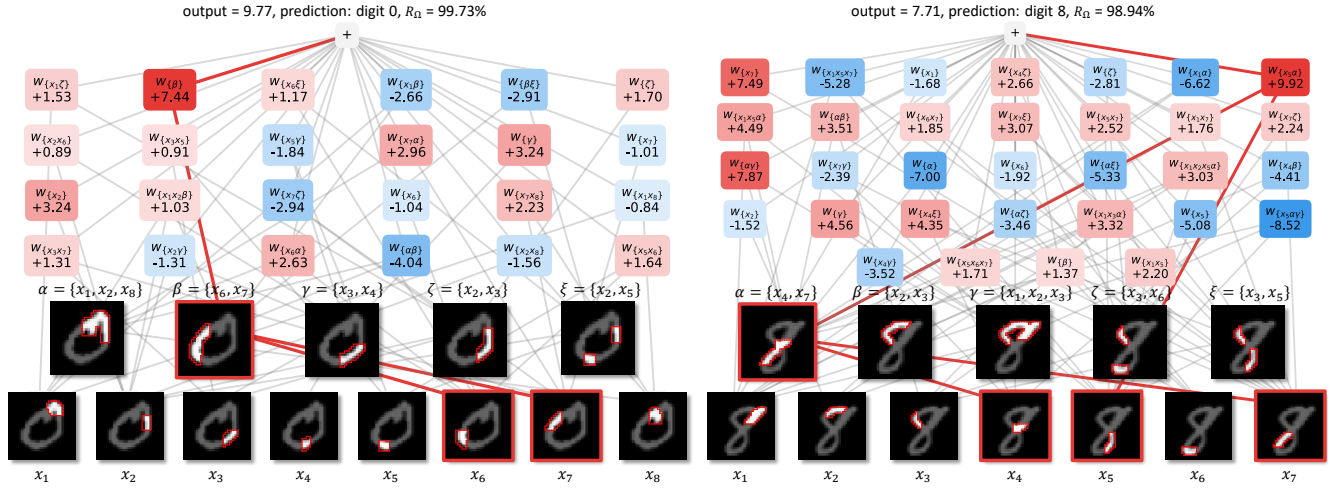 output = 9.77, prediction: digit 0, R_Ω = 99.73%
W_{x₁ζ} +1.53
W_{β} +7.44
W_{x₆ξ} +1.17
W_{x₁β} -2.66
W_{βξ} -2.91
W_{ζ} +1.70
W_{x₂x₆} +0.89
W_{x₃x₅} +0.91
W_{x₅γ} -1.84
W_{x₇α} +2.96
W_{γ} +3.24
W_{x₇} -1.01
W_{x₂} +3.24
W_{x₁x₂β} +1.03
W_{x₇ζ} -2.94
W_{x₆} -1.04
W_{x₇x₈} +2.23
W_{x₁x₈} -0.84
W_{x₃x₇} +1.31
W_{x₂γ} -1.31
W_{x₆α} +2.63
W_{αβ} -4.04
W_{x₂x₈} -1.56
W_{x₅x₆} +1.64
α = {x₁, x₂, x₈}
β = {x₆, x₇}
γ = {x₃, x₄}
ζ = {x₂, x₃}
ξ = {x₂, x₅}
x₁ x₂ x₃ x₄ x₅ x₆ x₇ x₈
output = 7.71, prediction: digit 8, R_Ω = 98.94%
W_{x₇} +7.49
W_{x₁x₅x₇} -5.28
W_{x₁} -1.68
W_{x₄ζ} +2.66
W_{ζ} -2.81
W_{x₁α} -6.62
W_{x₅α} +9.92
W_{x₁x₅α} +4.49
W_{αβ} +3.51
W_{x₆x₇} +1.85
W_{x₇ξ} +3.07
W_{x₅x₇} +2.52
W_{x₁x₇} +1.76
W_{x₇ζ} +2.24
W_{αγ} +7.87
W_{x₇γ} -2.39
W_{α} -7.00
W_{x₆} -1.92
W_{αξ} -5.33
W_{x₁x₂x₅α} +3.03
W_{x₄β} -4.41
W_{x₂} -1.52
W_{γ} +4.56
W_{x₄ξ} +4.35
W_{αζ} -3.46
W_{x₁x₃α} +3.32
W_{x₅} -5.08
W_{x₅αγ} -8.52
W_{x₄γ} -3.52
W_{x₅x₆x₇} +1.71
W_{β} +1.37
W_{x₁x₅} +2.20
α = {x₄, x₇}
β = {x₂, x₃}
γ = {x₁, x₂, x₃}
ζ = {x₃, x₆}
ξ = {x₃, x₅}
x₁ x₂ x₃ x₄ x₅ x₆ x₇
+
+